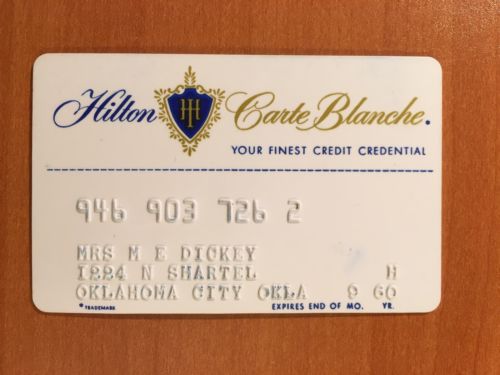 Hilton HI Carte Blanche.
YOUR FINEST CREDIT CREDENTIAL
946 903 726 2
MRS M E DICKEY
1224 N SHARTEL H
OKLAHOMA CITY OKLA 9 60
*TRADEMARK EXPIRES END OF MO. YR.